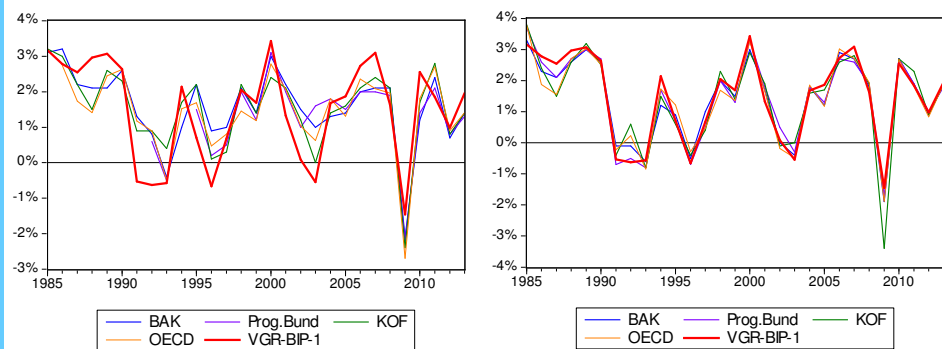 4%
3%
2%
1%
0%
-1%
-2%
-3%
1985 1990 1995 2000 2005 2010
BAK Prog.Bund KOF
OECD VGR-BIP-1
4%
3%
2%
1%
0%
-1%
-2%
-3%
-4%
1985 1990 1995 2000 2005 2010
BAK Prog.Bund KOF
OECD VGR-BIP-1